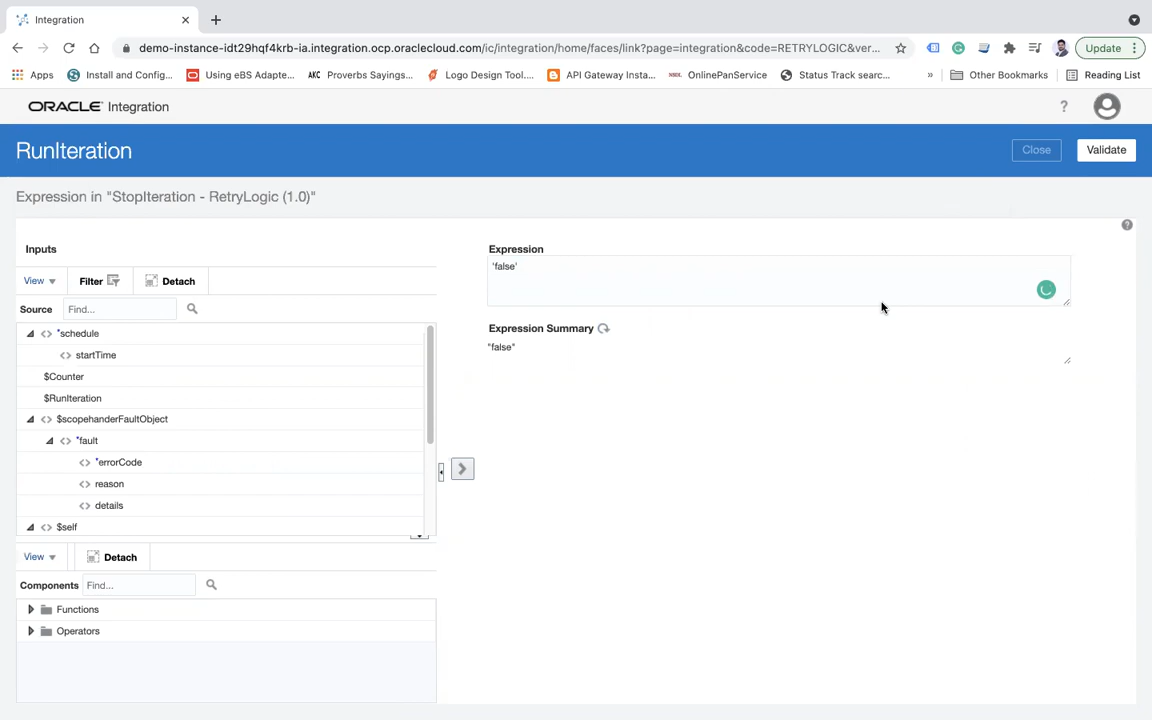 Integration
demo-instance-idt29hqf4krb-ia.integration.ocp.oraclecloud.com/ic/integration/home/faces/link?page=integration&code=RETRYLOGIC&ver...
Update
Apps
Install and Config...
Using eBS Adapte...
AKC Proverbs Sayings...
Logo Design Tool....
API Gateway Insta...
OnlinePanService
Status Track searc...
»
Other Bookmarks
Reading List
ORACLE Integration
?
RunIteration
Close
Validate
Expression in "StopIteration - RetryLogic (1.0)"
?
Inputs
View
Filter
Detach
Source
Find...
<> *schedule
<> startTime
$Counter
$RunIteration
<> $scopehanderFaultObject
<> *fault
<> *errorCode
<> reason
<> details
<> $self
View
Detach
Components
Find...
Functions
Operators
Expression
'false'
Expression Summary
"false"